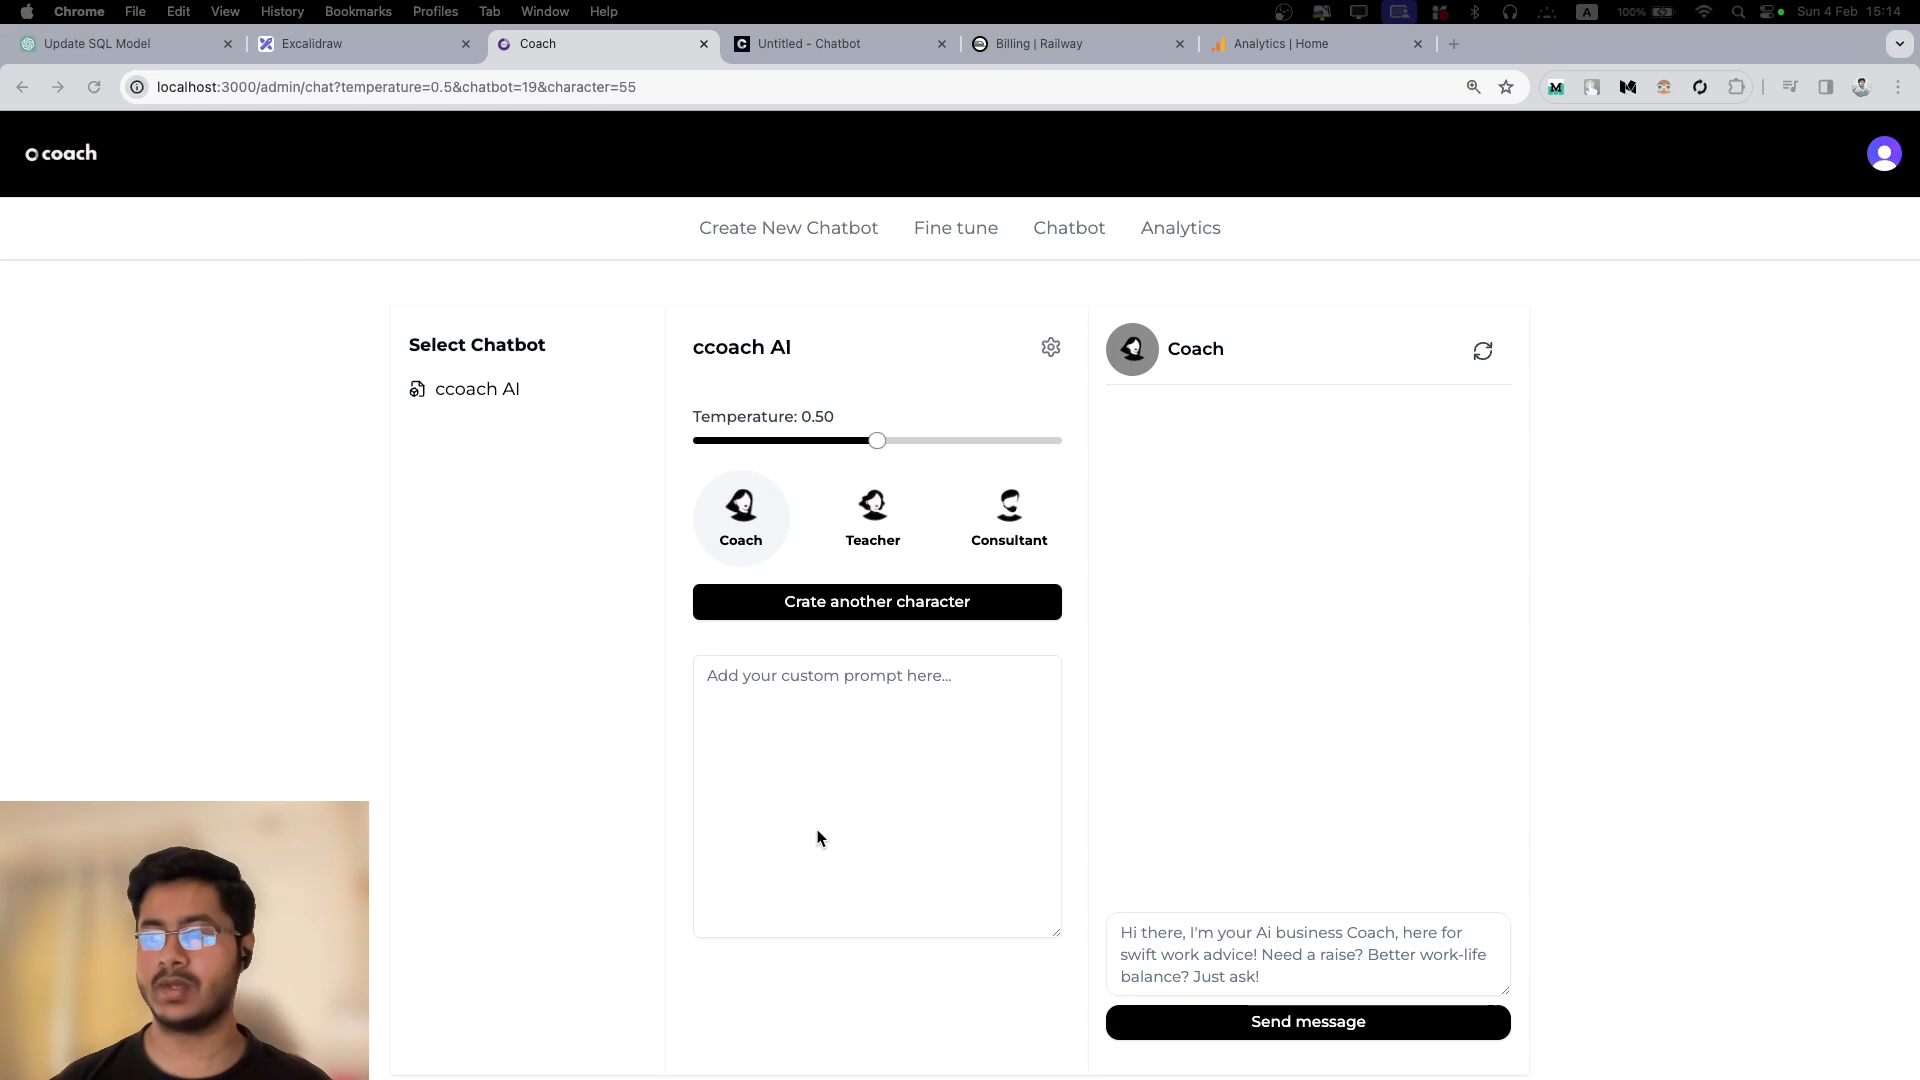 Chrome File Edit View History Bookmarks Profiles Tab Window Help A 100% Sun 4 Feb 15:14
Update SQL Model Excalidraw Coach Untitled - Chatbot Billing | Railway Analytics | Home
localhost:3000/admin/chat?temperature=0.5&chatbot=19&character=55
coach
Create New Chatbot Fine tune Chatbot Analytics
Select Chatbot
ccoach AI
ccoach AI
Temperature: 0.50
Coach Teacher Consultant
Crate another character
Add your custom prompt here...
Coach
Hi there, I'm your Ai business Coach, here for
swift work advice! Need a raise? Better work-life
balance? Just ask!
Send message